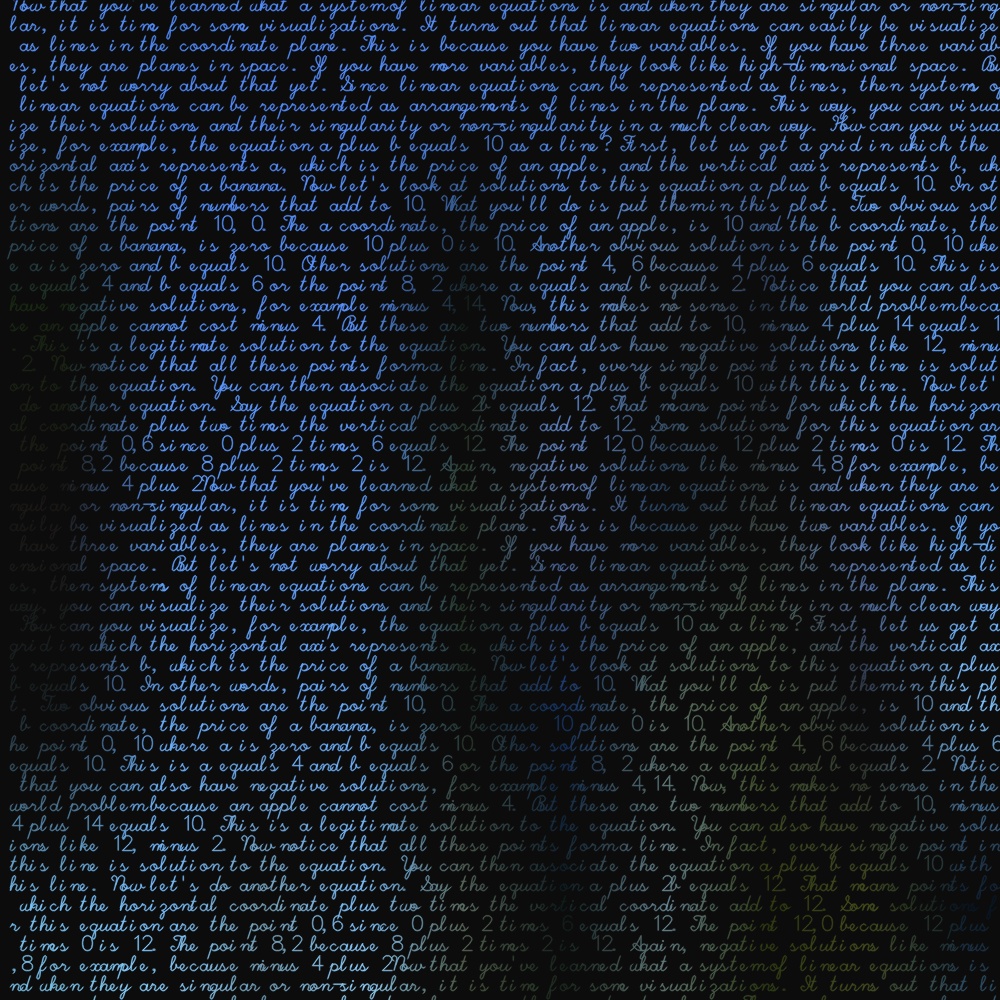 Now that you've learned what a system of linear equations is and when they are singular or non-sing
lar, it is time for some visualizations. It turns out that linear equations can easily be visualize
as lines in the coordinate plane. This is because you have two variables. If you have three variabl
es, they are planes in space. If you have more variables, they look like high-dimensional space. Bu
let's not worry about that yet. Since linear equations can be represented as lines, then system o
linear equations can be represented as arrangements of lines in the plane. This way, you can visua
ize their solutions and their singularity or non-singularity in a much clear way. How can you visua
ize, for example, the equation a plus b equals 10 as a line? First, let us get a grid in which the
orizontal axis represents a, which is the price of an apple, and the vertical axis represents b, wh
ch is the price of a banana. Now let's look at solutions to this equation a plus b equals 10. In ot
er words, pairs of numbers that add to 10. What you'll do is put them in this plot. Two obvious sol
tions are the point 10, 0. The a coordinate, the price of an apple, is 10 and the b coordinate, the
price of a banana, is zero because 10 plus 0 is 10. Another obvious solution is the point 0, 10 whe
e a is zero and b equals 10. Other solutions are the point 4, 6 because 4 plus 6 equals 10. This is
a equals 4 and b equals 6 or the point 8, 2 where a equals and b equals 2. Notice that you can also
have negative solutions, for example minus 4,14. Now, this makes no sense in the world problem beca
se an apple cannot cost minus 4. But these are two numbers that add to 10, minus 4 plus 14 equals 1
. This is a legitimate solution to the equation. You can also have negative solutions like 12, minu
2. Now notice that all these points form a line. In fact, every single point in this line is solut
on to the equation. You can then associate the equation a plus b equals 10 with this line. Now let'
do another equation. Say the equation a plus 2b equals 12. That means points for which the horizon
al coordinate plus two times the vertical coordinate add to 12. Some solutions for this equation ar
the point 0,6 since 0 plus 2 times 6 equals 12. The point 12,0 because 12 plus 2 times 0 is 12. Th
point 8,2 because 8 plus 2 times 2 is 12. Again, negative solutions like minus 4,8 for example, be
ause minus 4 plus 2Now that you've learned what a system of linear equations is and when they are s
ngular or non-singular, it is time for some visualizations. It turns out that linear equations can
asily be visualized as lines in the coordinate plane. This is because you have two variables. If yo
have three variables, they are planes in space. If you have more variables, they look like high-di
ensional space. But let's not worry about that yet. Since linear equations can be represented as li
es, then system of linear equations can be represented as arrangements of lines in the plane. This
way, you can visualize their solutions and their singularity or non-singularity in a much clear way
How can you visualize, for example, the equation a plus b equals 10 as a line? First, let us get a
grid in which the horizontal axis represents a, which is the price of an apple, and the vertical ax
s represents b, which is the price of a banana. Now let's look at solutions to this equation a plus
b equals 10. In other words, pairs of numbers that add to 10. What you'll do is put them in this pl
t. Two obvious solutions are the point 10, 0. The a coordinate, the price of an apple, is 10 and th
b coordinate, the price of a banana, is zero because 10 plus 0 is 10. Another obvious solution is
he point 0, 10 where a is zero and b equals 10. Other solutions are the point 4, 6 because 4 plus 6
equals 10. This is a equals 4 and b equals 6 or the point 8, 2 where a equals and b equals 2. Notic
that you can also have negative solutions, for example minus 4,14. Now, this makes no sense in the
world problem because an apple cannot cost minus 4. But these are two numbers that add to 10, minus
4 plus 14 equals 10. This is a legitimate solution to the equation. You can also have negative solu
ions like 12, minus 2. Now notice that all these points form a line. In fact, every single point in
this line is solution to the equation. You can then associate the equation a plus b equals 10 with
his line. Now let's do another equation. Say the equation a plus 2b equals 12. That means points fo
which the horizontal coordinate plus two times the vertical coordinate add to 12. Some solutions fo
r this equation are the point 0,6 since 0 plus 2 times 6 equals 12. The point 12,0 because 12 plus
times 0 is 12. The point 8,2 because 8 plus 2 times 2 is 12. Again, negative solutions like minus
,8 for example, because minus 4 plus 2Now that you've learned what a system of linear equations is
nd when they are singular or non-singular, it is time for some visualizations. It turns out that li